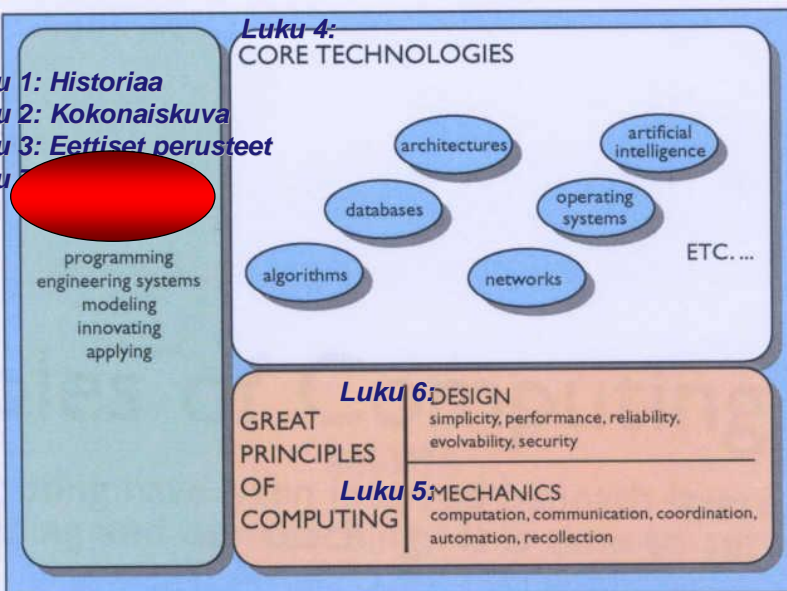 u 1: Historiaa
u 2: Kokonaiskuva
u 3: Eettiset perusteet
programming
engineering systems
modeling
innovating
applying
Luku 4:
CORE TECHNOLOGIES
architectures
artificial
intelligence
databases
operating
systems
algorithms
networks
ETC. ...
GREAT
PRINCIPLES
OF
COMPUTING
Luku 6: DESIGN
simplicity, performance, reliability,
evolvability, security
Luku 5: MECHANICS
computation, communication, coordination,
automation, recollection